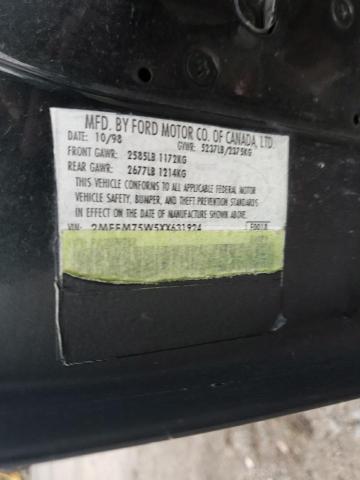 MFD. BY FORD MOTOR CO. OF CANADA, LTD.
DATE: 10/98 GVWR: 5237LB/2375KG
FRONT GAWR: 2585LB 1172KG
REAR GAWR: 2677LB 1214KG
THIS VEHICLE CONFORMS TO ALL APPLICABLE FEDERAL MOTOR
VEHICLE SAFETY, BUMPER, AND THEFT PREVENTION STANDARDS
IN EFFECT ON THE DATE OF MANUFACTURE SHOWN ABOVE.
VIN: 2MEFM75W5XX631924 F0018